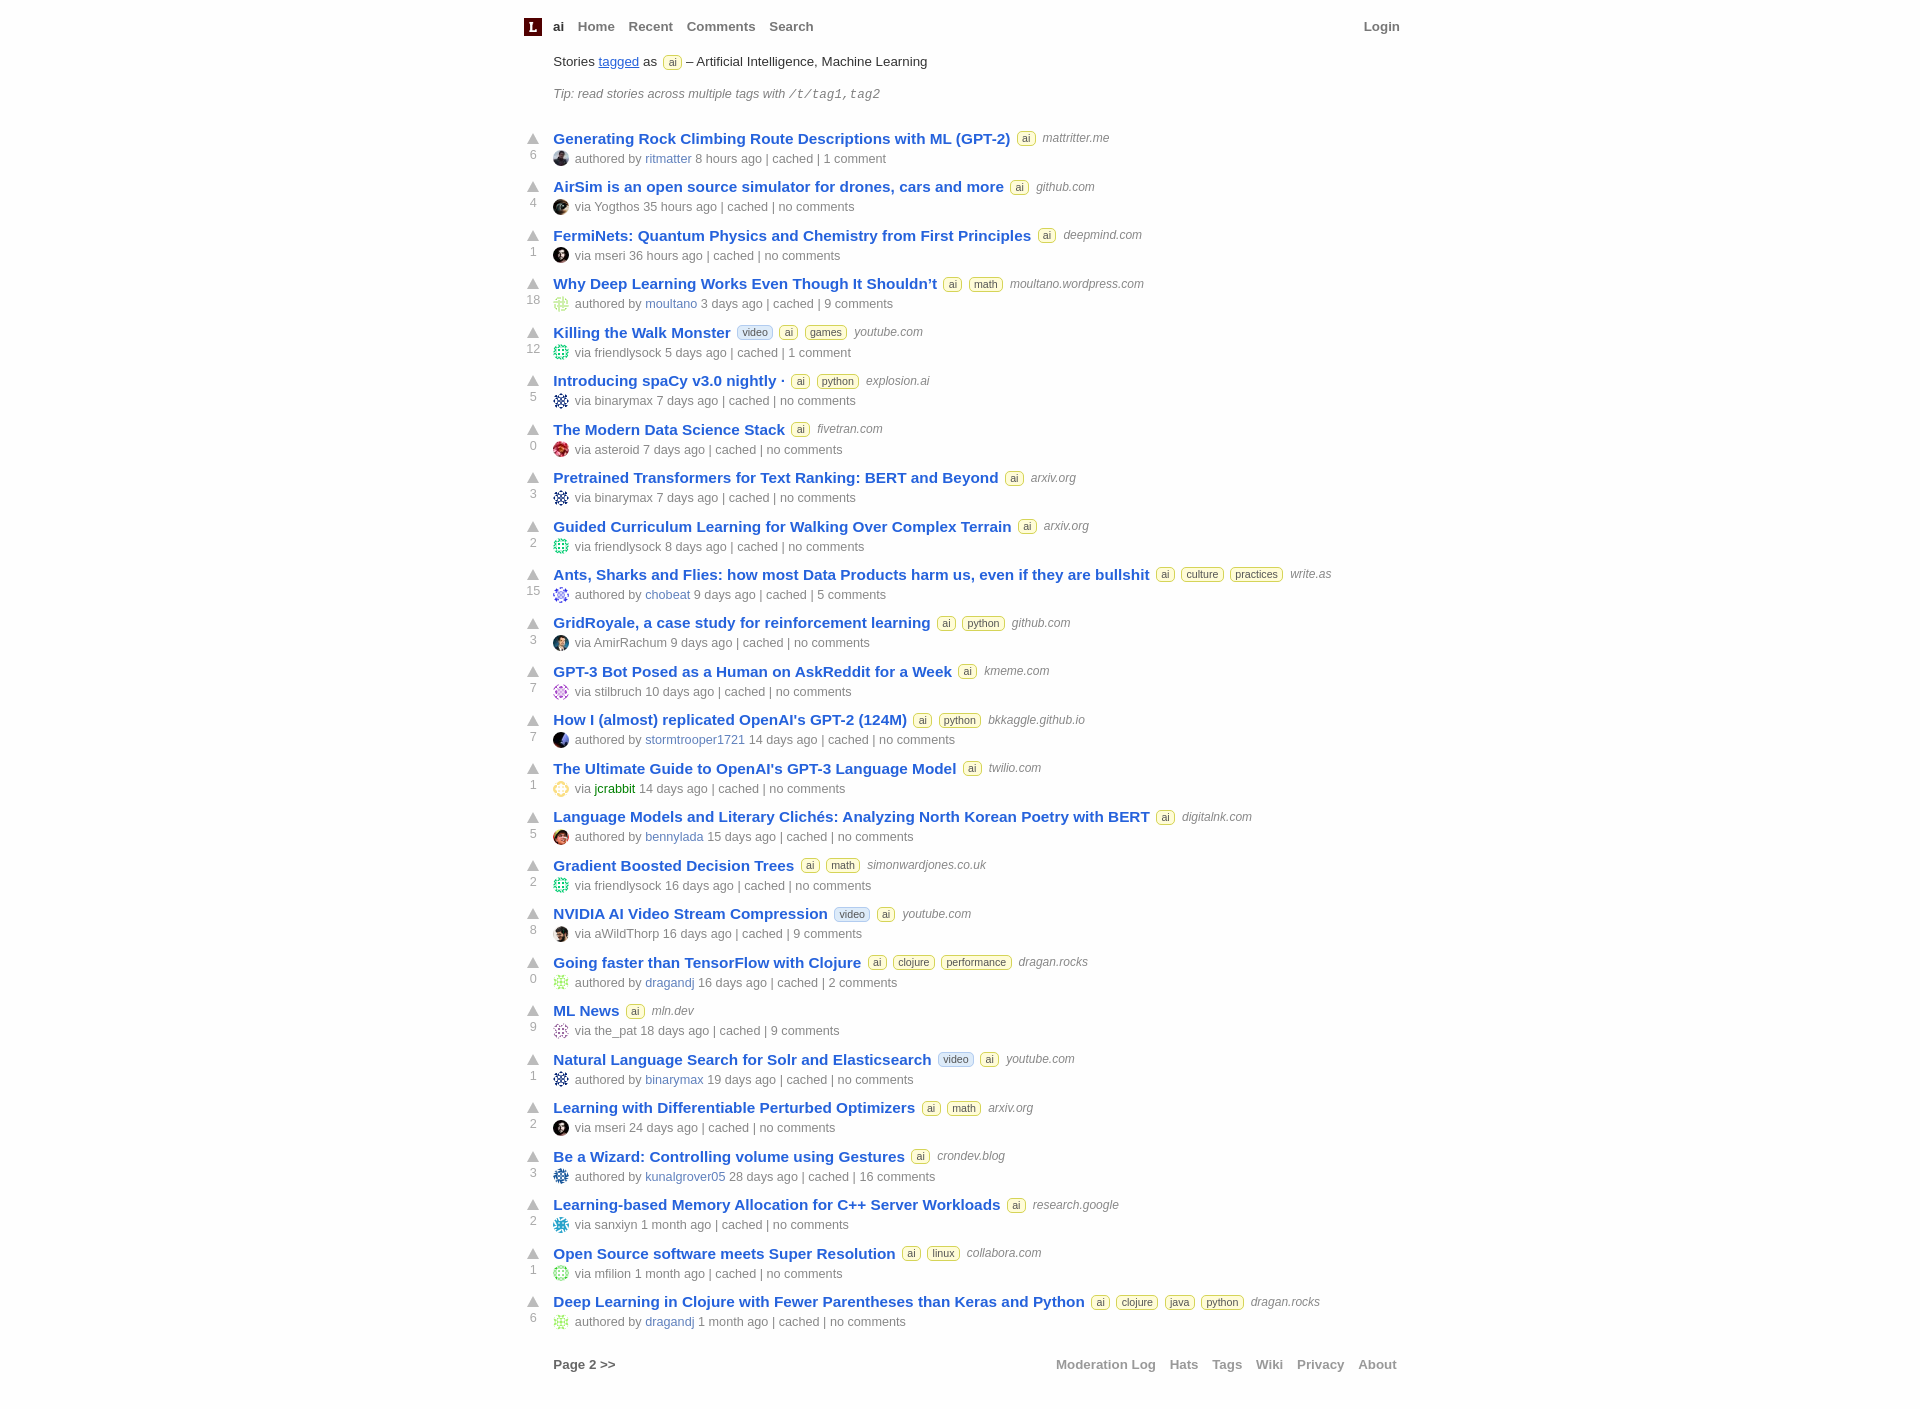 L ai Home Recent Comments Search Login
Stories tagged as ai – Artificial Intelligence, Machine Learning
Tip: read stories across multiple tags with /t/tag1,tag2
Generating Rock Climbing Route Descriptions with ML (GPT-2) ai mattritter.me
6 authored by ritmatter 8 hours ago | cached | 1 comment
AirSim is an open source simulator for drones, cars and more ai github.com
4 via Yogthos 35 hours ago | cached | no comments
FermiNets: Quantum Physics and Chemistry from First Principles ai deepmind.com
1 via mseri 36 hours ago | cached | no comments
Why Deep Learning Works Even Though It Shouldn’t ai math moultano.wordpress.com
18 authored by moultano 3 days ago | cached | 9 comments
Killing the Walk Monster video ai games youtube.com
12 via friendlysock 5 days ago | cached | 1 comment
Introducing spaCy v3.0 nightly · ai python explosion.ai
5 via binarymax 7 days ago | cached | no comments
The Modern Data Science Stack ai fivetran.com
0 via asteroid 7 days ago | cached | no comments
Pretrained Transformers for Text Ranking: BERT and Beyond ai arxiv.org
3 via binarymax 7 days ago | cached | no comments
Guided Curriculum Learning for Walking Over Complex Terrain ai arxiv.org
2 via friendlysock 8 days ago | cached | no comments
Ants, Sharks and Flies: how most Data Products harm us, even if they are bullshit ai culture practices write.as
15 authored by chobeat 9 days ago | cached | 5 comments
GridRoyale, a case study for reinforcement learning ai python github.com
3 via AmirRachum 9 days ago | cached | no comments
GPT-3 Bot Posed as a Human on AskReddit for a Week ai kmeme.com
7 via stilbruch 10 days ago | cached | no comments
How I (almost) replicated OpenAI's GPT-2 (124M) ai python bkkaggle.github.io
7 authored by stormtrooper1721 14 days ago | cached | no comments
The Ultimate Guide to OpenAI's GPT-3 Language Model ai twilio.com
1 via jcrabbit 14 days ago | cached | no comments
Language Models and Literary Clichés: Analyzing North Korean Poetry with BERT ai digitalnk.com
5 authored by bennylada 15 days ago | cached | no comments
Gradient Boosted Decision Trees ai math simonwardjones.co.uk
2 via friendlysock 16 days ago | cached | no comments
NVIDIA AI Video Stream Compression video ai youtube.com
8 via aWildThorp 16 days ago | cached | 9 comments
Going faster than TensorFlow with Clojure ai clojure performance dragan.rocks
0 authored by dragandj 16 days ago | cached | 2 comments
ML News ai mln.dev
9 via the_pat 18 days ago | cached | 9 comments
Natural Language Search for Solr and Elasticsearch video ai youtube.com
1 authored by binarymax 19 days ago | cached | no comments
Learning with Differentiable Perturbed Optimizers ai math arxiv.org
2 via mseri 24 days ago | cached | no comments
Be a Wizard: Controlling volume using Gestures ai crondev.blog
3 authored by kunalgrover05 28 days ago | cached | 16 comments
Learning-based Memory Allocation for C++ Server Workloads ai research.google
2 via sanxiyn 1 month ago | cached | no comments
Open Source software meets Super Resolution ai linux collabora.com
1 via mfilion 1 month ago | cached | no comments
Deep Learning in Clojure with Fewer Parentheses than Keras and Python ai clojure java python dragan.rocks
6 authored by dragandj 1 month ago | cached | no comments
Page 2 >> Moderation Log Hats Tags Wiki Privacy About